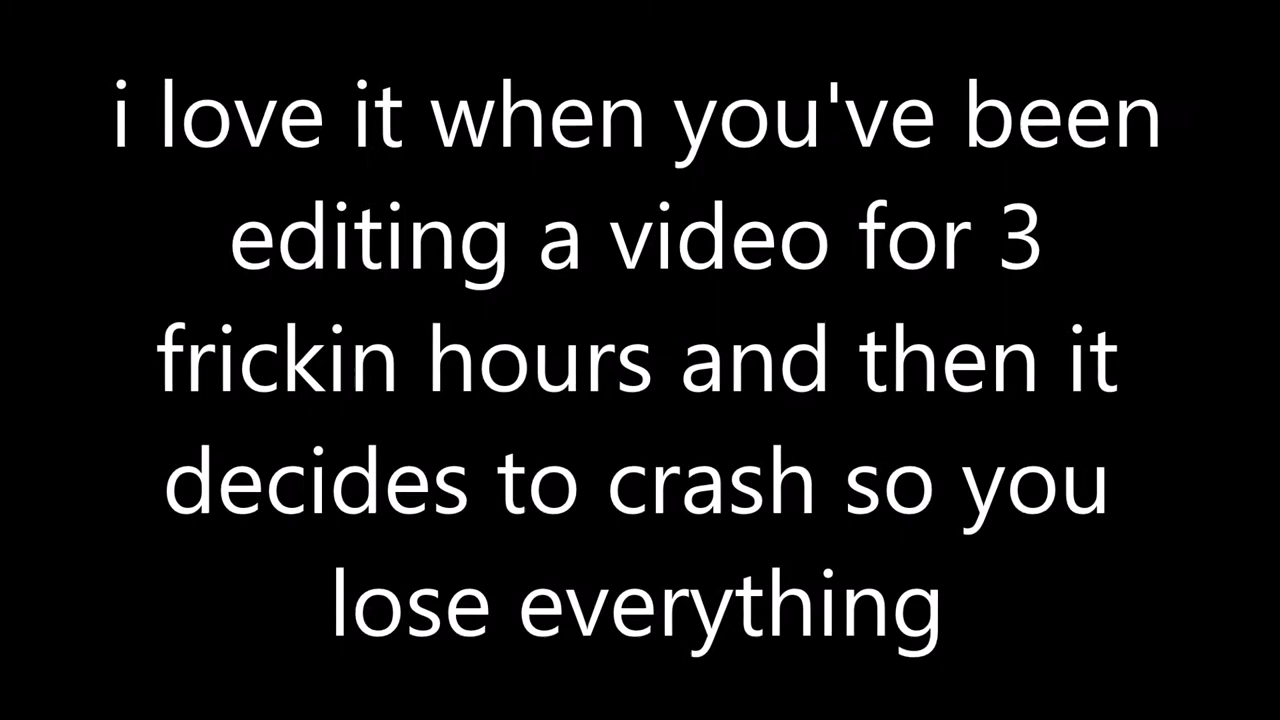 i love it when you've been
editing a video for 3
frickin hours and then it
decides to crash so you
lose everything